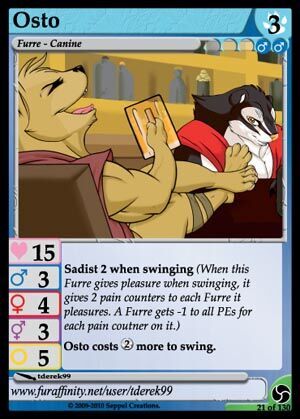 Osto
3
Furre - Canine
15
3
4
3
5
Sadist 2 when swinging (When this
Furre gives pleasure when swinging, it
gives 2 pain counters to each Furre it
pleasures. A Furre gets -1 to all PEs for
each pain coutner on it.)
Osto costs 2 more to swing.
tderek99
www.furaffinity.net/user/tderek99
© 2009-2010 Seppel Creations.